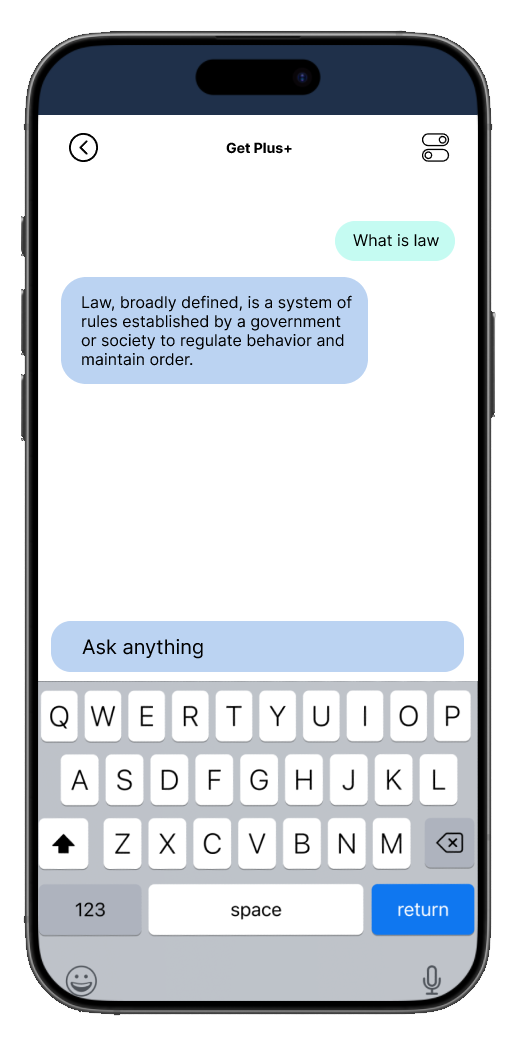 Get Plus+
What is law
Law, broadly defined, is a system of
rules established by a government
or society to regulate behavior and
maintain order.
Ask anything
Q W E R T Y U I O P
A S D F G H J K L
Z X C V B N M
123 space return